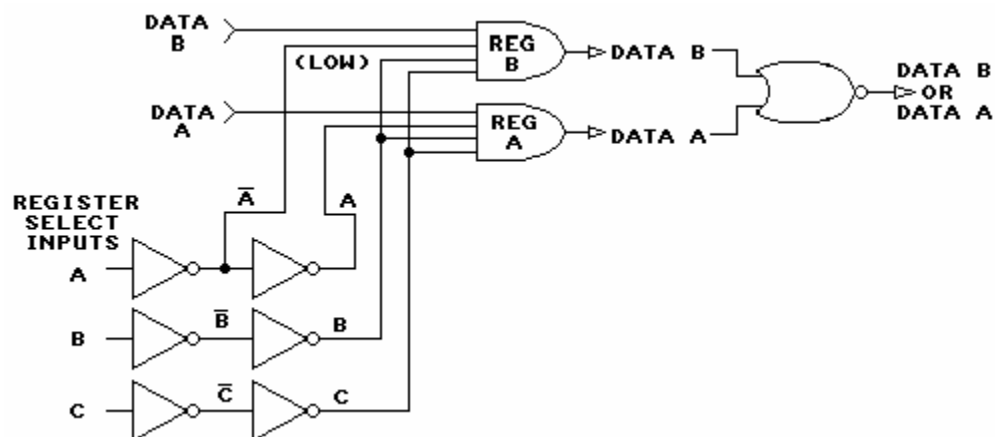 DATA
B
(LOW)
REG
B
DATA B
DATA B
OR
DATA A
DATA
A
REG
A
DATA A
REGISTER
SELECT
INPUTS
A̅
A
A
B
B̅
B
C
C̅
C